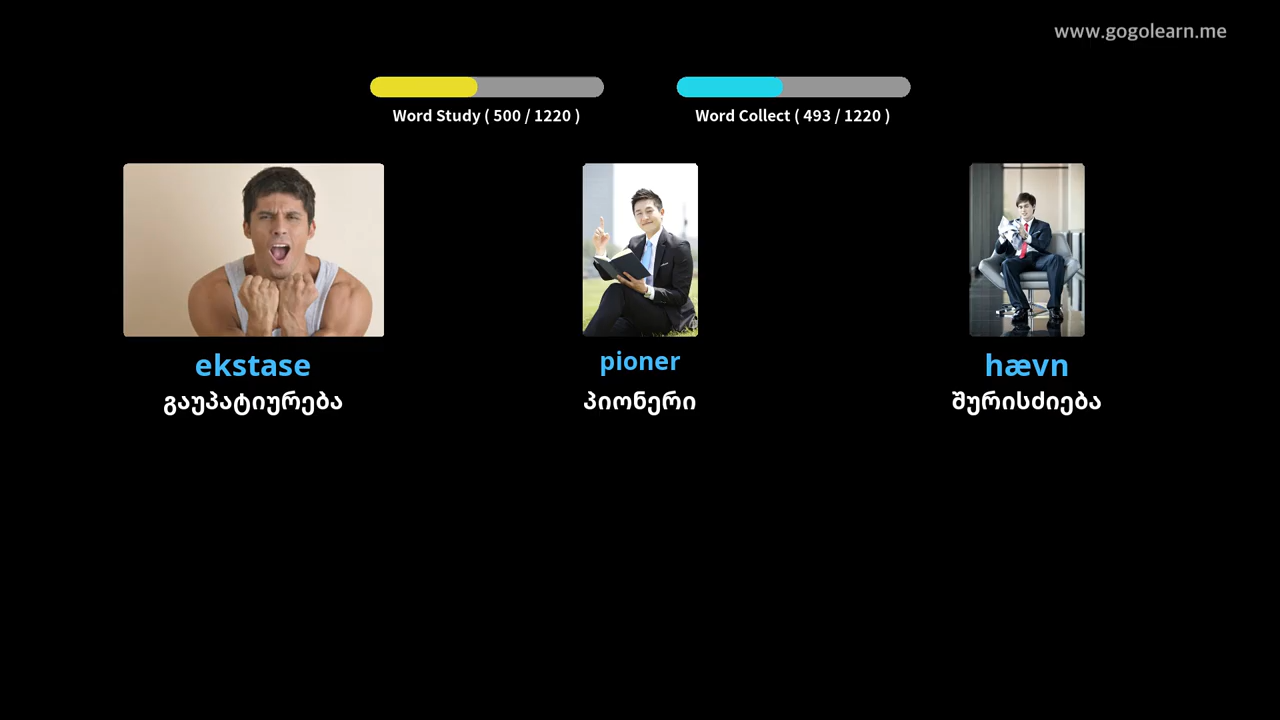 www.gogolearn.me
Word Study ( 500 / 1220 )
Word Collect ( 493 / 1220 )
ekstase
pioner
hævn
გაუპატიურება
პიონერი
შურისძიება